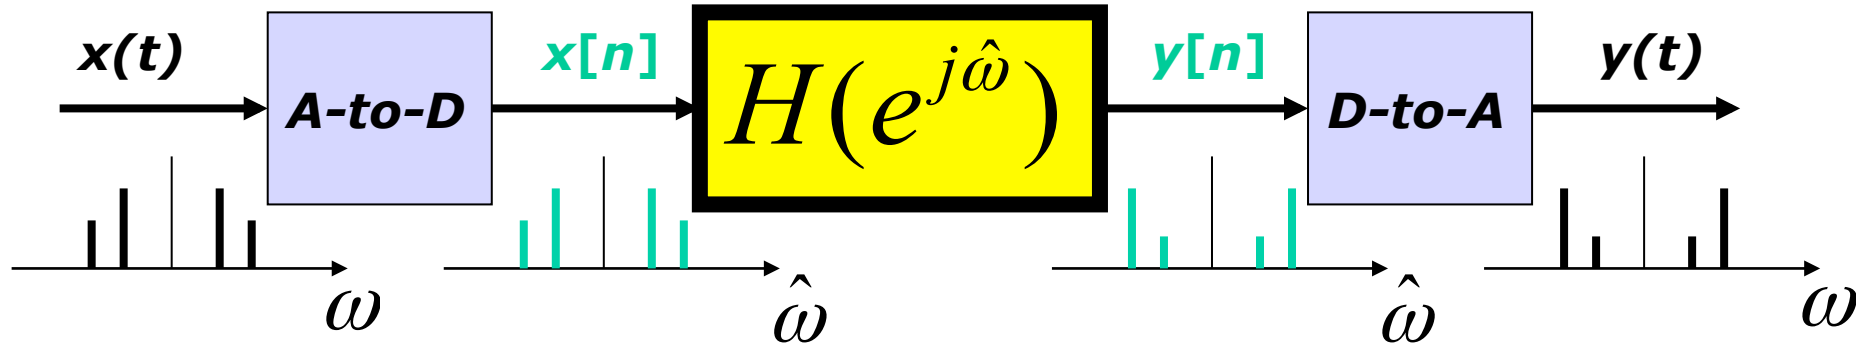 x(t)
A-to-D
x[n]
H(e^{jω̂})
y[n]
D-to-A
y(t)
ω
ω̂
ω̂
ω